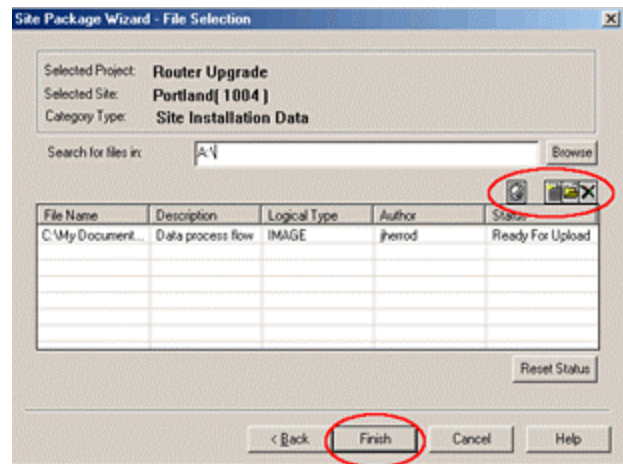 Site Package Wizard - File Selection
Selected Project: Router Upgrade
Selected Site: Portland( 1004 )
Category Type: Site Installation Data
Search for files in: A:\ Browse
File Name Description Logical Type Author Status
C:\My Document... Data process flow IMAGE jherrod Ready For Upload
Reset Status
< Back Finish Cancel Help